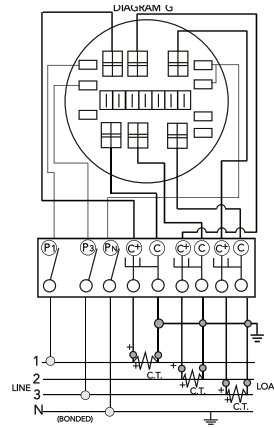 DIAGRAM G
P1 P3 PN C+ C C+ C C+ C
1
+
+ C.T.
LINE 2
+
+ C.T.
3
+
+ C.T.
LOA
N
(BONDED)